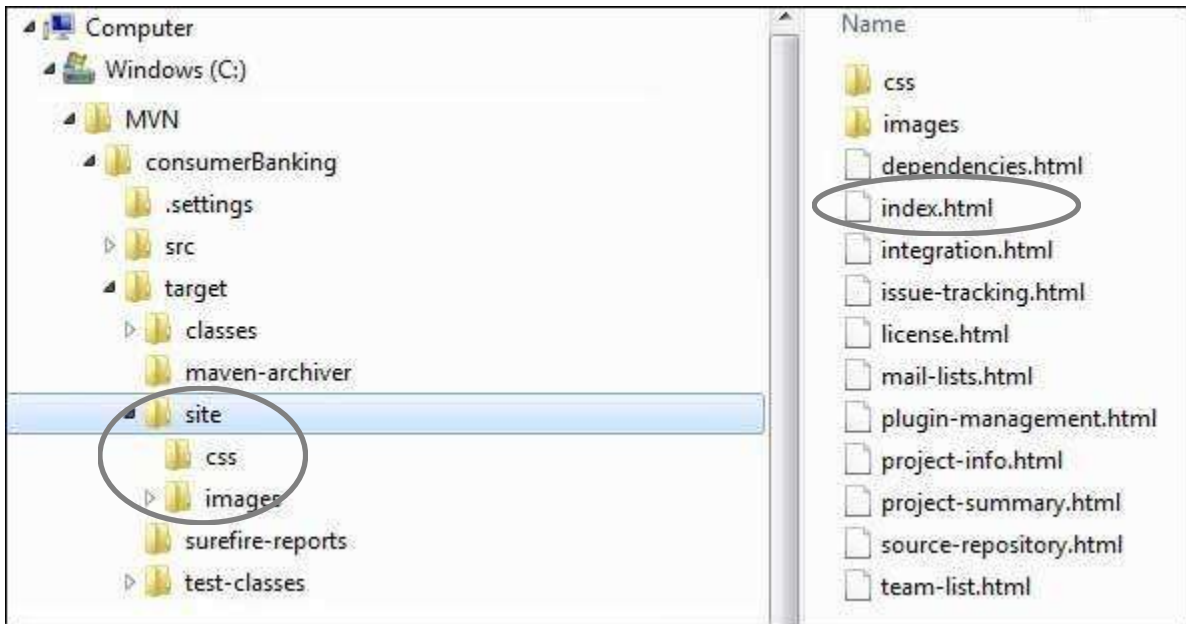 Computer
Windows (C:)
MVN
consumerBanking
.settings
src
target
classes
maven-archiver
site
css
images
surefire-reports
test-classes
Name
css
images
dependencies.html
index.html
integration.html
issue-tracking.html
license.html
mail-lists.html
plugin-management.html
project-info.html
project-summary.html
source-repository.html
team-list.html